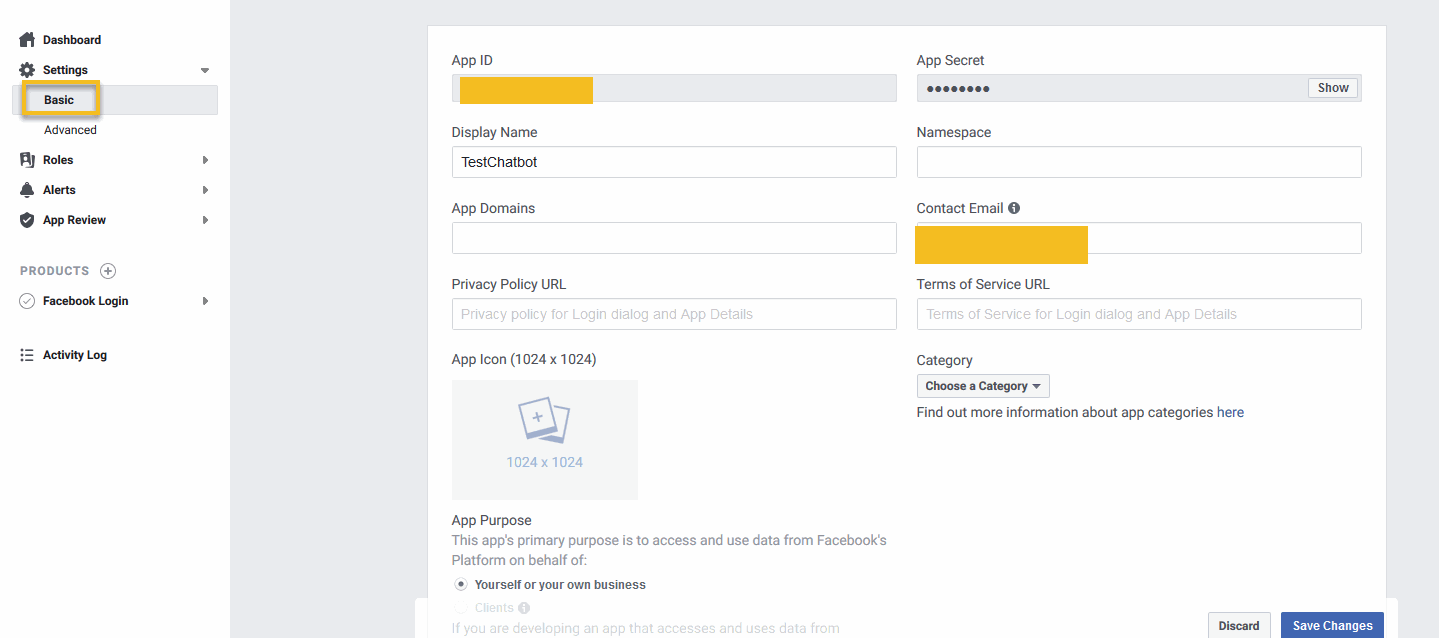 Dashboard
Settings
Basic
Advanced
Roles
Alerts
App Review
PRODUCTS
Facebook Login
Activity Log
App ID
App Secret
●●●●●●●● Show
Display Name
Namespace
TestChatbot
App Domains
Contact Email
Privacy Policy URL
Terms of Service URL
Privacy policy for Login dialog and App Details
Terms of Service for Login dialog and App Details
App Icon (1024 x 1024)
1024 x 1024
Category
Choose a Category
Find out more information about app categories here
App Purpose
This app's primary purpose is to access and use data from Facebook's
Platform on behalf of:
Yourself or your own business
Clients
If you are developing an app that accesses and uses data from
Discard
Save Changes